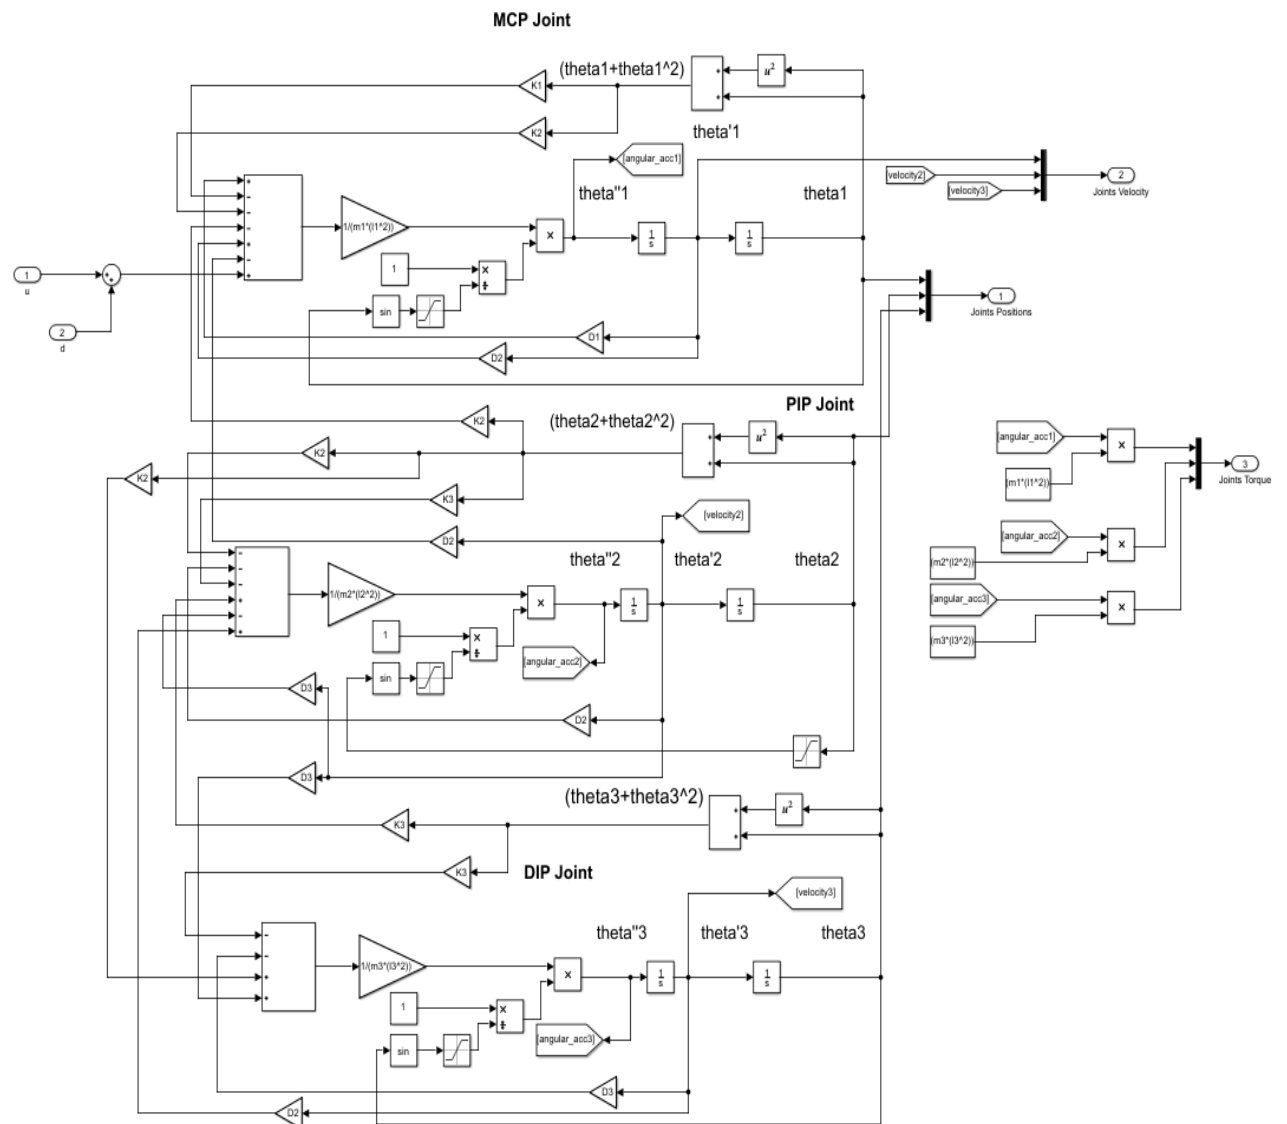 MCP Joint
(theta1+theta1^2)
u²
K1
K2
theta'1
[angular_acc1]
theta''1
theta1
velocity2]
[velocity3]
2
Joints Velocity
+
-
-
-
+
-
+
1/(m1*(l1^2))
×
1/s
1/s
1
×
÷
sin
1
u
2
d
D1
D2
1
Joints Positions
PIP Joint
(theta2+theta2^2)
u²
K2
K2
K2
K3
D2
[velocity2]
theta''2
theta'2
theta2
-
-
-
+
-
+
1/(m2*(l2^2))
×
1/s
1/s
1
×
÷
[angular_acc2]
sin
D3
D2
D3
[angular_acc1]
×
(m1*(l1^2))
3
Joints Torque
[angular_acc2]
×
(m2*(l2^2))
[angular_acc3]
×
(m3*(l3^2))
(theta3+theta3^2)
u²
K3
K3
DIP Joint
[velocity3]
theta''3
theta'3
theta3
-
-
+
+
1/(m3*(l3^2))
×
1/s
1/s
1
×
÷
[angular_acc3]
sin
D3
D2